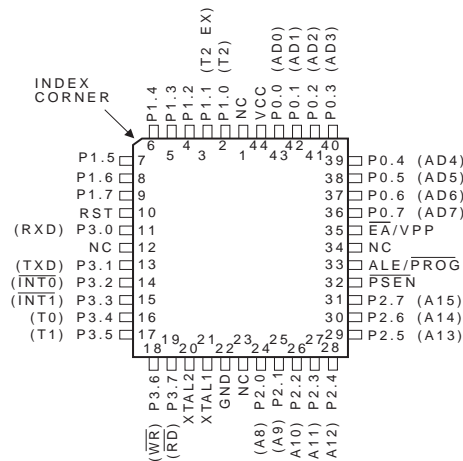 INDEX
CORNER
P1.4
P1.3
P1.2
P1.1 (T2 EX)
P1.0 (T2)
NC
VCC
P0.0 (AD0)
P0.1 (AD1)
P0.2 (AD2)
P0.3 (AD3)
6
5
4
3
2
1
44
43
42
41
40
P1.5 7
P1.6 8
P1.7 9
RST 10
(RXD) P3.0 11
NC 12
(TXD) P3.1 13
(INT0) P3.2 14
(INT1) P3.3 15
(T0) P3.4 16
(T1) P3.5 17
39 P0.4 (AD4)
38 P0.5 (AD5)
37 P0.6 (AD6)
36 P0.7 (AD7)
35 EA/VPP
34 NC
33 ALE/PROG
32 PSEN
31 P2.7 (A15)
30 P2.6 (A14)
29 P2.5 (A13)
18
19
20
21
22
23
24
25
26
27
28
(WR) P3.6
(RD) P3.7
XTAL2
XTAL1
GND
NC
(A8) P2.0
(A9) P2.1
A10) P2.2
A11) P2.3
A12) P2.4